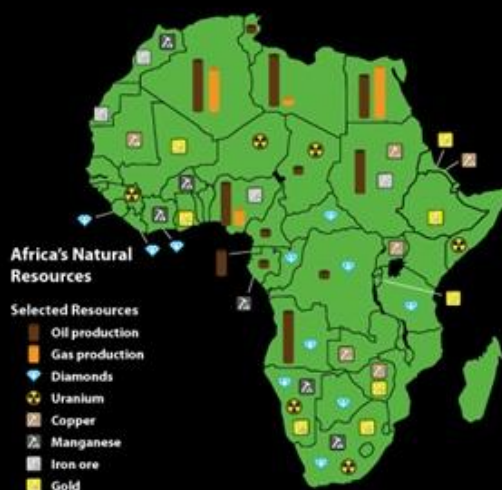 Africa's Natural
Resources
Selected Resources
Oil production
Gas production
Diamonds
Uranium
Copper
Manganese
Iron ore
Gold